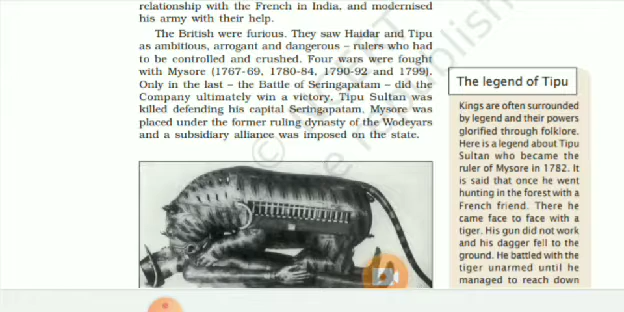 relationship with the French in India, and modernised
his army with their help.
The British were furious. They saw Haidar and Tipu
as ambitious, arrogant and dangerous – rulers who had
to be controlled and crushed. Four wars were fought
with Mysore (1767-69, 1780-84, 1790-92 and 1799).
Only in the last – the Battle of Seringapatam – did the
Company ultimately win a victory. Tipu Sultan was
killed defending his capital Seringapatam. Mysore was
placed under the former ruling dynasty of the Wodeyars
and a subsidiary alliance was imposed on the state.
The legend of Tipu
Kings are often surrounded
by legend and their powers
glorified through folklore.
Here is a legend about Tipu
Sultan who became the
ruler of Mysore in 1782. It
is said that once he went
hunting in the forest with a
French friend. There he
came face to face with a
tiger. His gun did not work
and his dagger fell to the
ground. He battled with the
tiger unarmed until he
managed to reach down